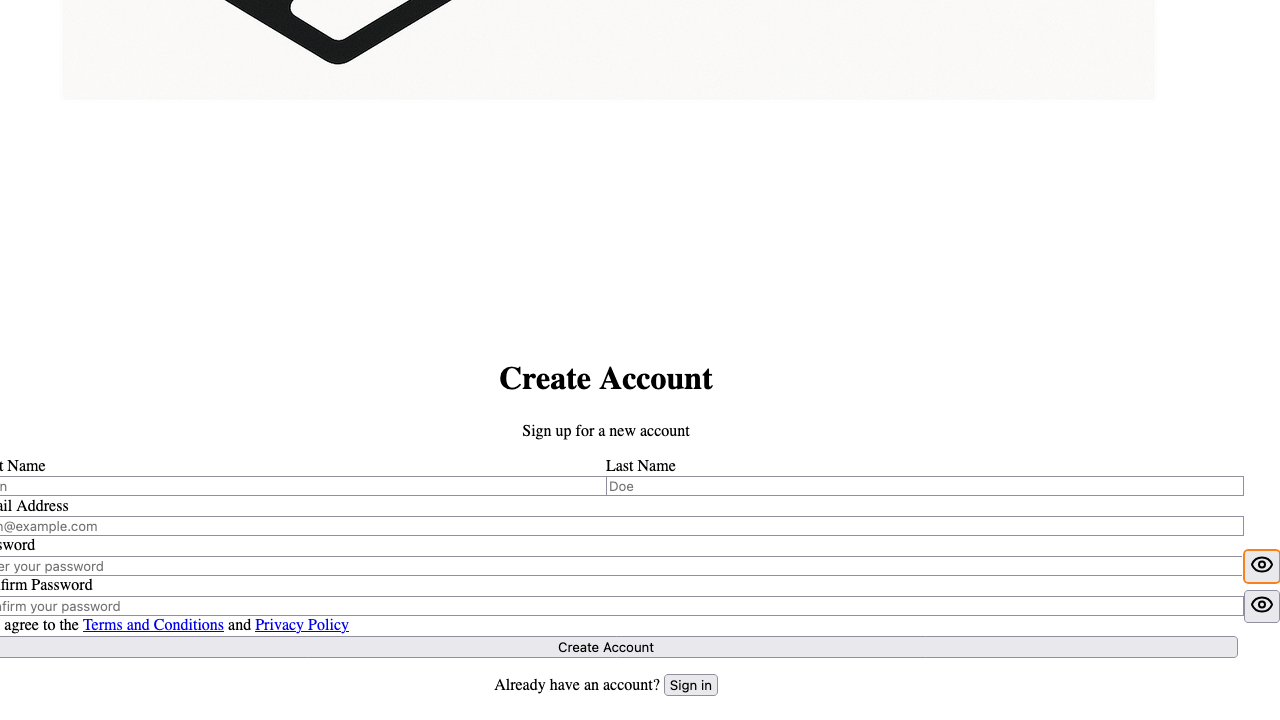 Create Account
Sign up for a new account
t Name Last Name
n Doe
ail Address
n@example.com
sword
er your password
firm Password
nfirm your password
agree to the Terms and Conditions and Privacy Policy
Create Account
Already have an account? Sign in